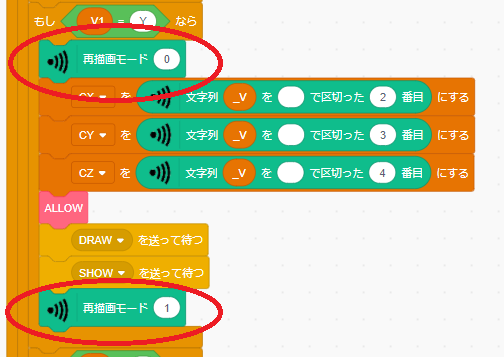 もし V1 = Y なら
再描画モード 0
CX を 文字列 _V を で区切った 2 番目 にする
CY を 文字列 _V を で区切った 3 番目 にする
CZ を 文字列 _V を で区切った 4 番目 にする
ALLOW
DRAW を送って待つ
SHOW を送って待つ
再描画モード 1